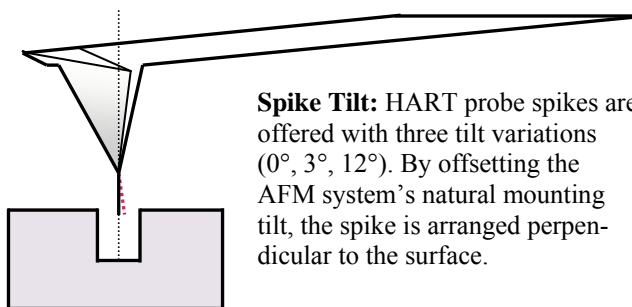 Spike Tilt: HART probe spikes are
offered with three tilt variations
(0°, 3°, 12°). By offsetting the
AFM system’s natural mounting
tilt, the spike is arranged perpen-
dicular to the surface.